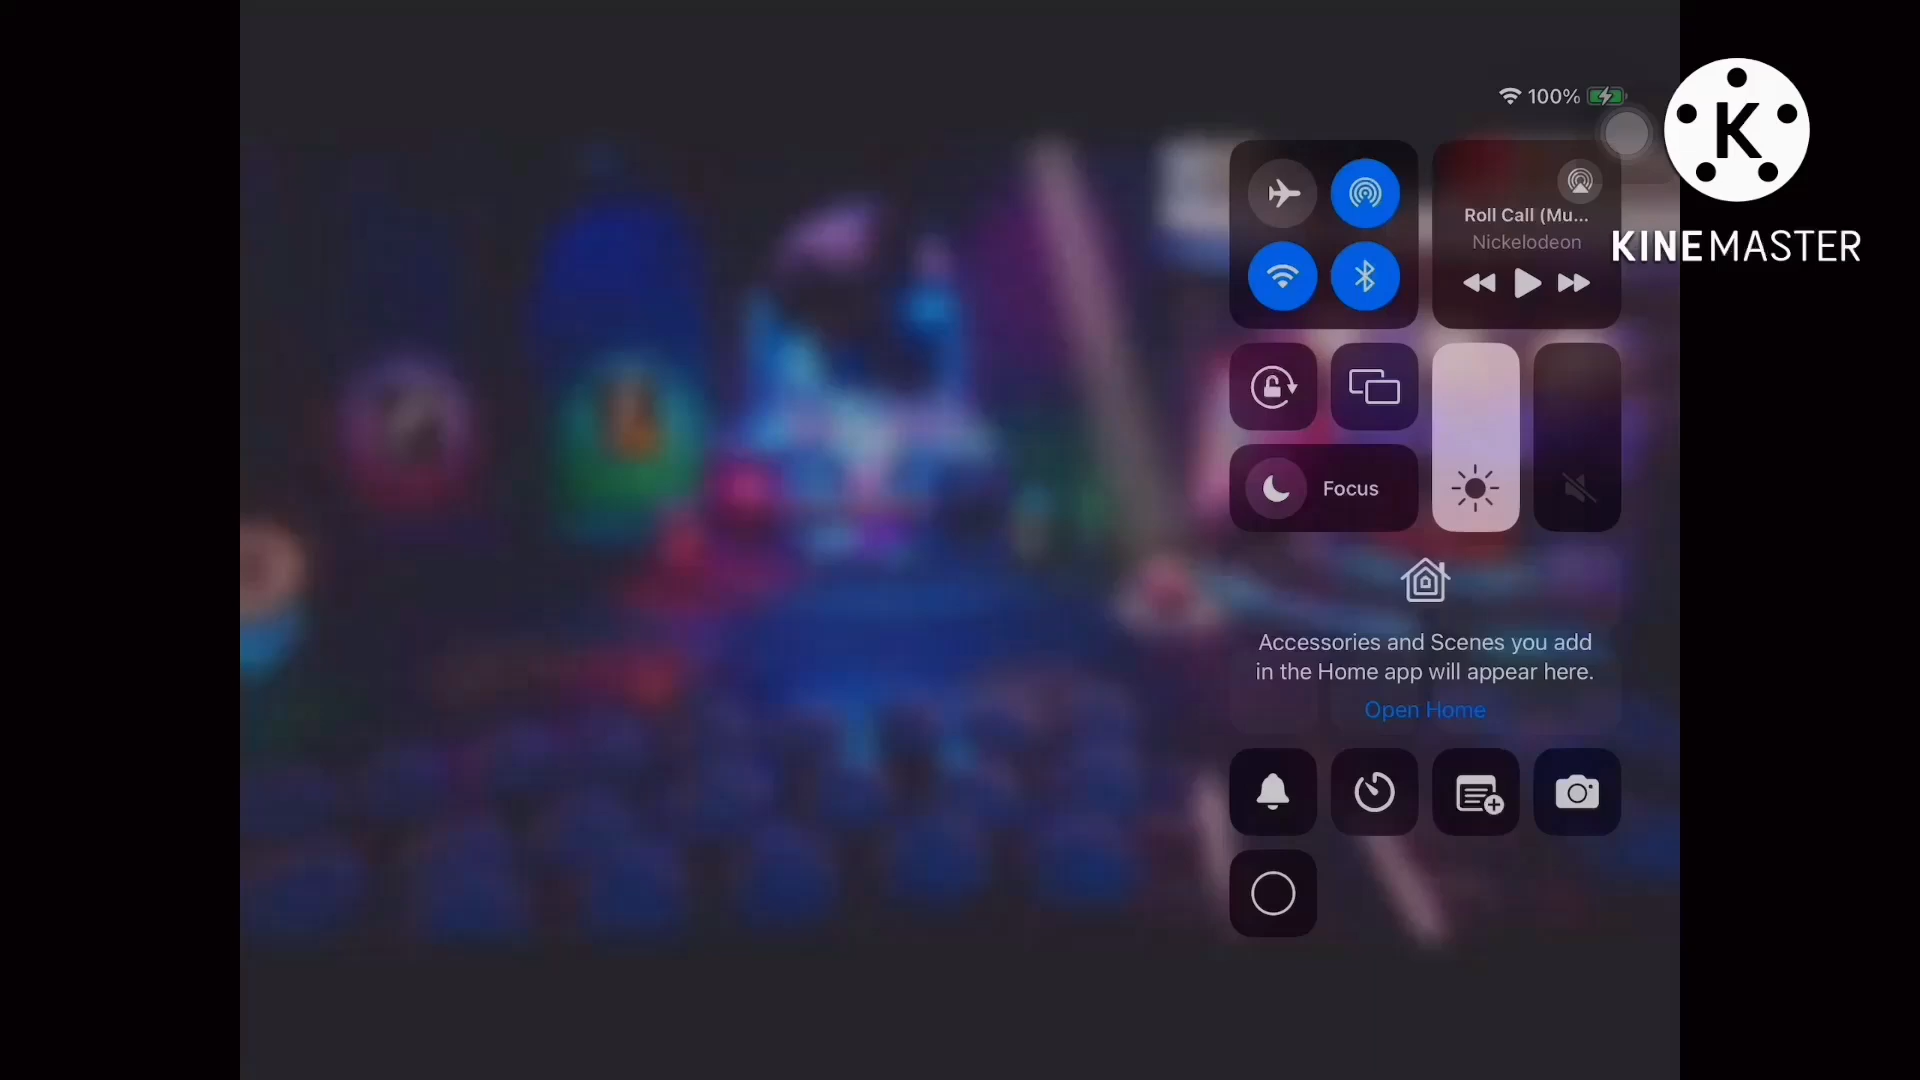 100%
K
KINEMASTER
Roll Call (Mu...
Nickelodeon
Focus
Accessories and Scenes you add
in the Home app will appear here.
Open Home